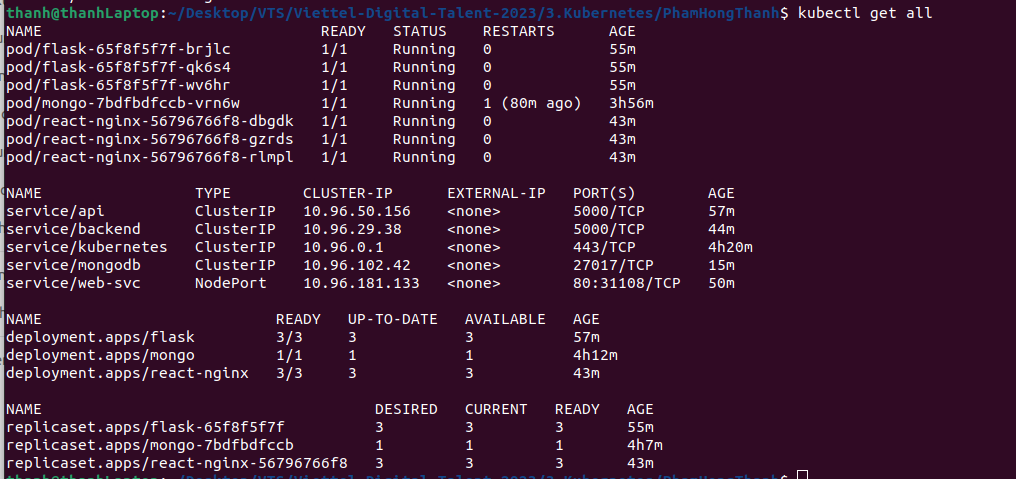 thanh@thanhLaptop:~/Desktop/VTS/Viettel-Digital-Talent-2023/3.Kubernetes/PhamHongThanh$ kubectl get all
NAME READY STATUS RESTARTS AGE
pod/flask-65f8f5f7f-brjlc 1/1 Running 0 55m
pod/flask-65f8f5f7f-qk6s4 1/1 Running 0 55m
pod/flask-65f8f5f7f-wv6hr 1/1 Running 0 55m
pod/mongo-7bdfbdfccb-vrn6w 1/1 Running 1 (80m ago) 3h56m
pod/react-nginx-56796766f8-dbgdk 1/1 Running 0 43m
pod/react-nginx-56796766f8-gzrds 1/1 Running 0 43m
pod/react-nginx-56796766f8-rlmpl 1/1 Running 0 43m
NAME TYPE CLUSTER-IP EXTERNAL-IP PORT(S) AGE
service/api ClusterIP 10.96.50.156 <none> 5000/TCP 57m
service/backend ClusterIP 10.96.29.38 <none> 5000/TCP 44m
service/kubernetes ClusterIP 10.96.0.1 <none> 443/TCP 4h20m
service/mongodb ClusterIP 10.96.102.42 <none> 27017/TCP 15m
service/web-svc NodePort 10.96.181.133 <none> 80:31108/TCP 50m
NAME READY UP-TO-DATE AVAILABLE AGE
deployment.apps/flask 3/3 3 3 57m
deployment.apps/mongo 1/1 1 1 4h12m
deployment.apps/react-nginx 3/3 3 3 43m
NAME DESIRED CURRENT READY AGE
replicaset.apps/flask-65f8f5f7f 3 3 3 55m
replicaset.apps/mongo-7bdfbdfccb 1 1 1 4h7m
replicaset.apps/react-nginx-56796766f8 3 3 3 43m
thanh@thanhLaptop:~/Desktop/VTS/Viettel-Digital-Talent-2023/3.Kubernetes/PhamHongThanh$